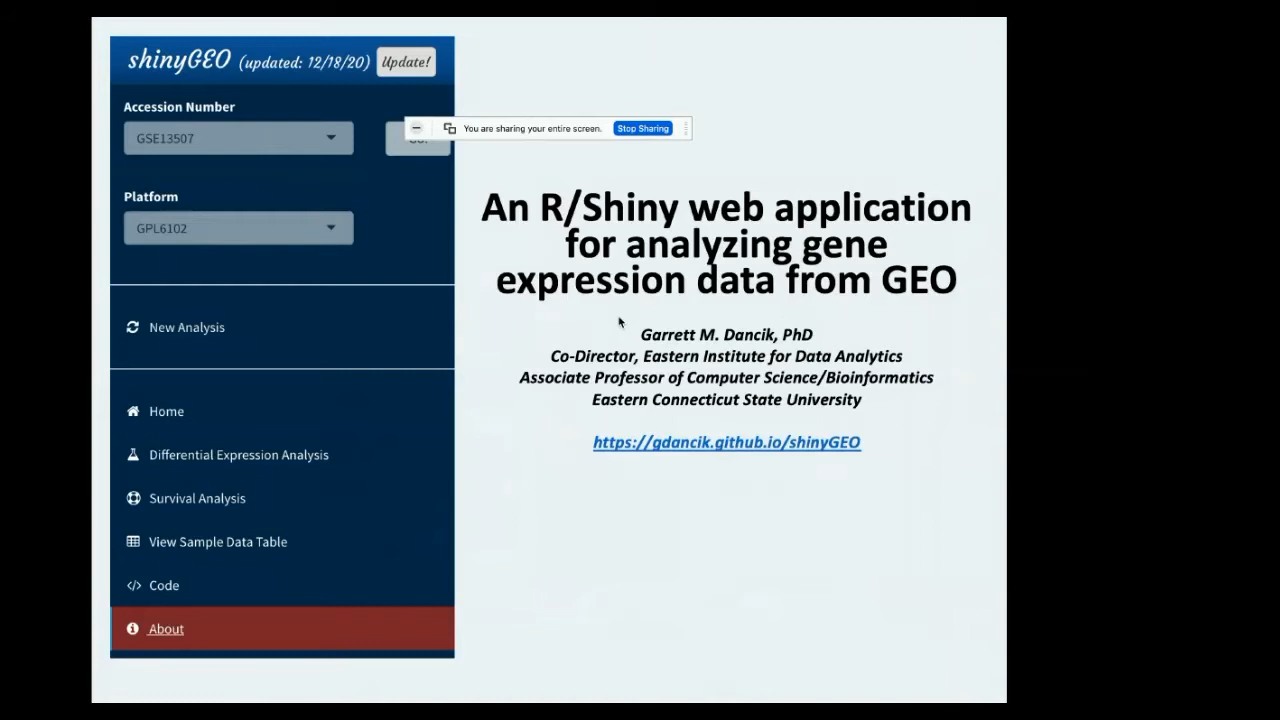 shinyGEO (updated: 12/18/20) Update!
Accession Number
GSE13507
You are sharing your entire screen. Stop Sharing
Platform
GPL6102
New Analysis
Home
Differential Expression Analysis
Survival Analysis
View Sample Data Table
Code
About
An R/Shiny web application
for analyzing gene
expression data from GEO
Garrett M. Dancik, PhD
Co-Director, Eastern Institute for Data Analytics
Associate Professor of Computer Science/Bioinformatics
Eastern Connecticut State University
https://gdancik.github.io/shinyGEO